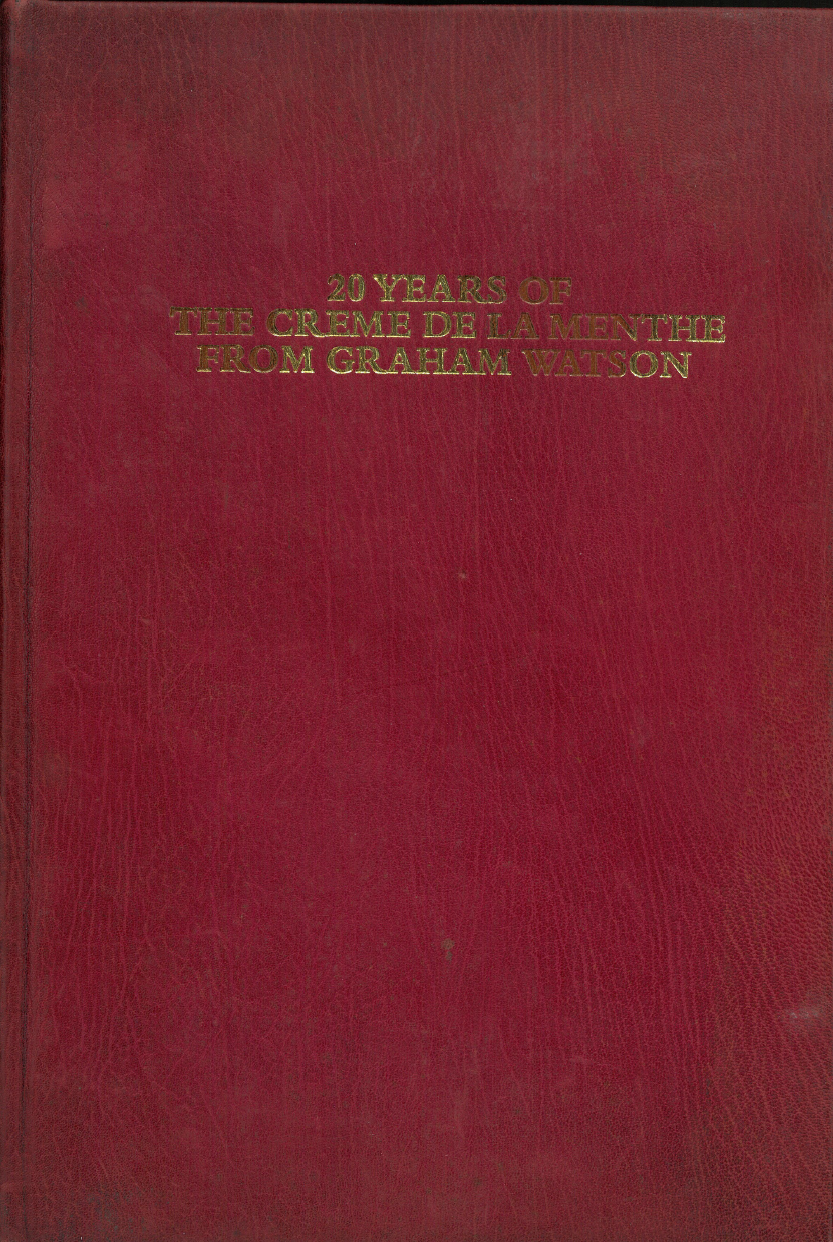 20 YEARS OF
THE CREME DE LA MENTHE
FROM GRAHAM WATSON